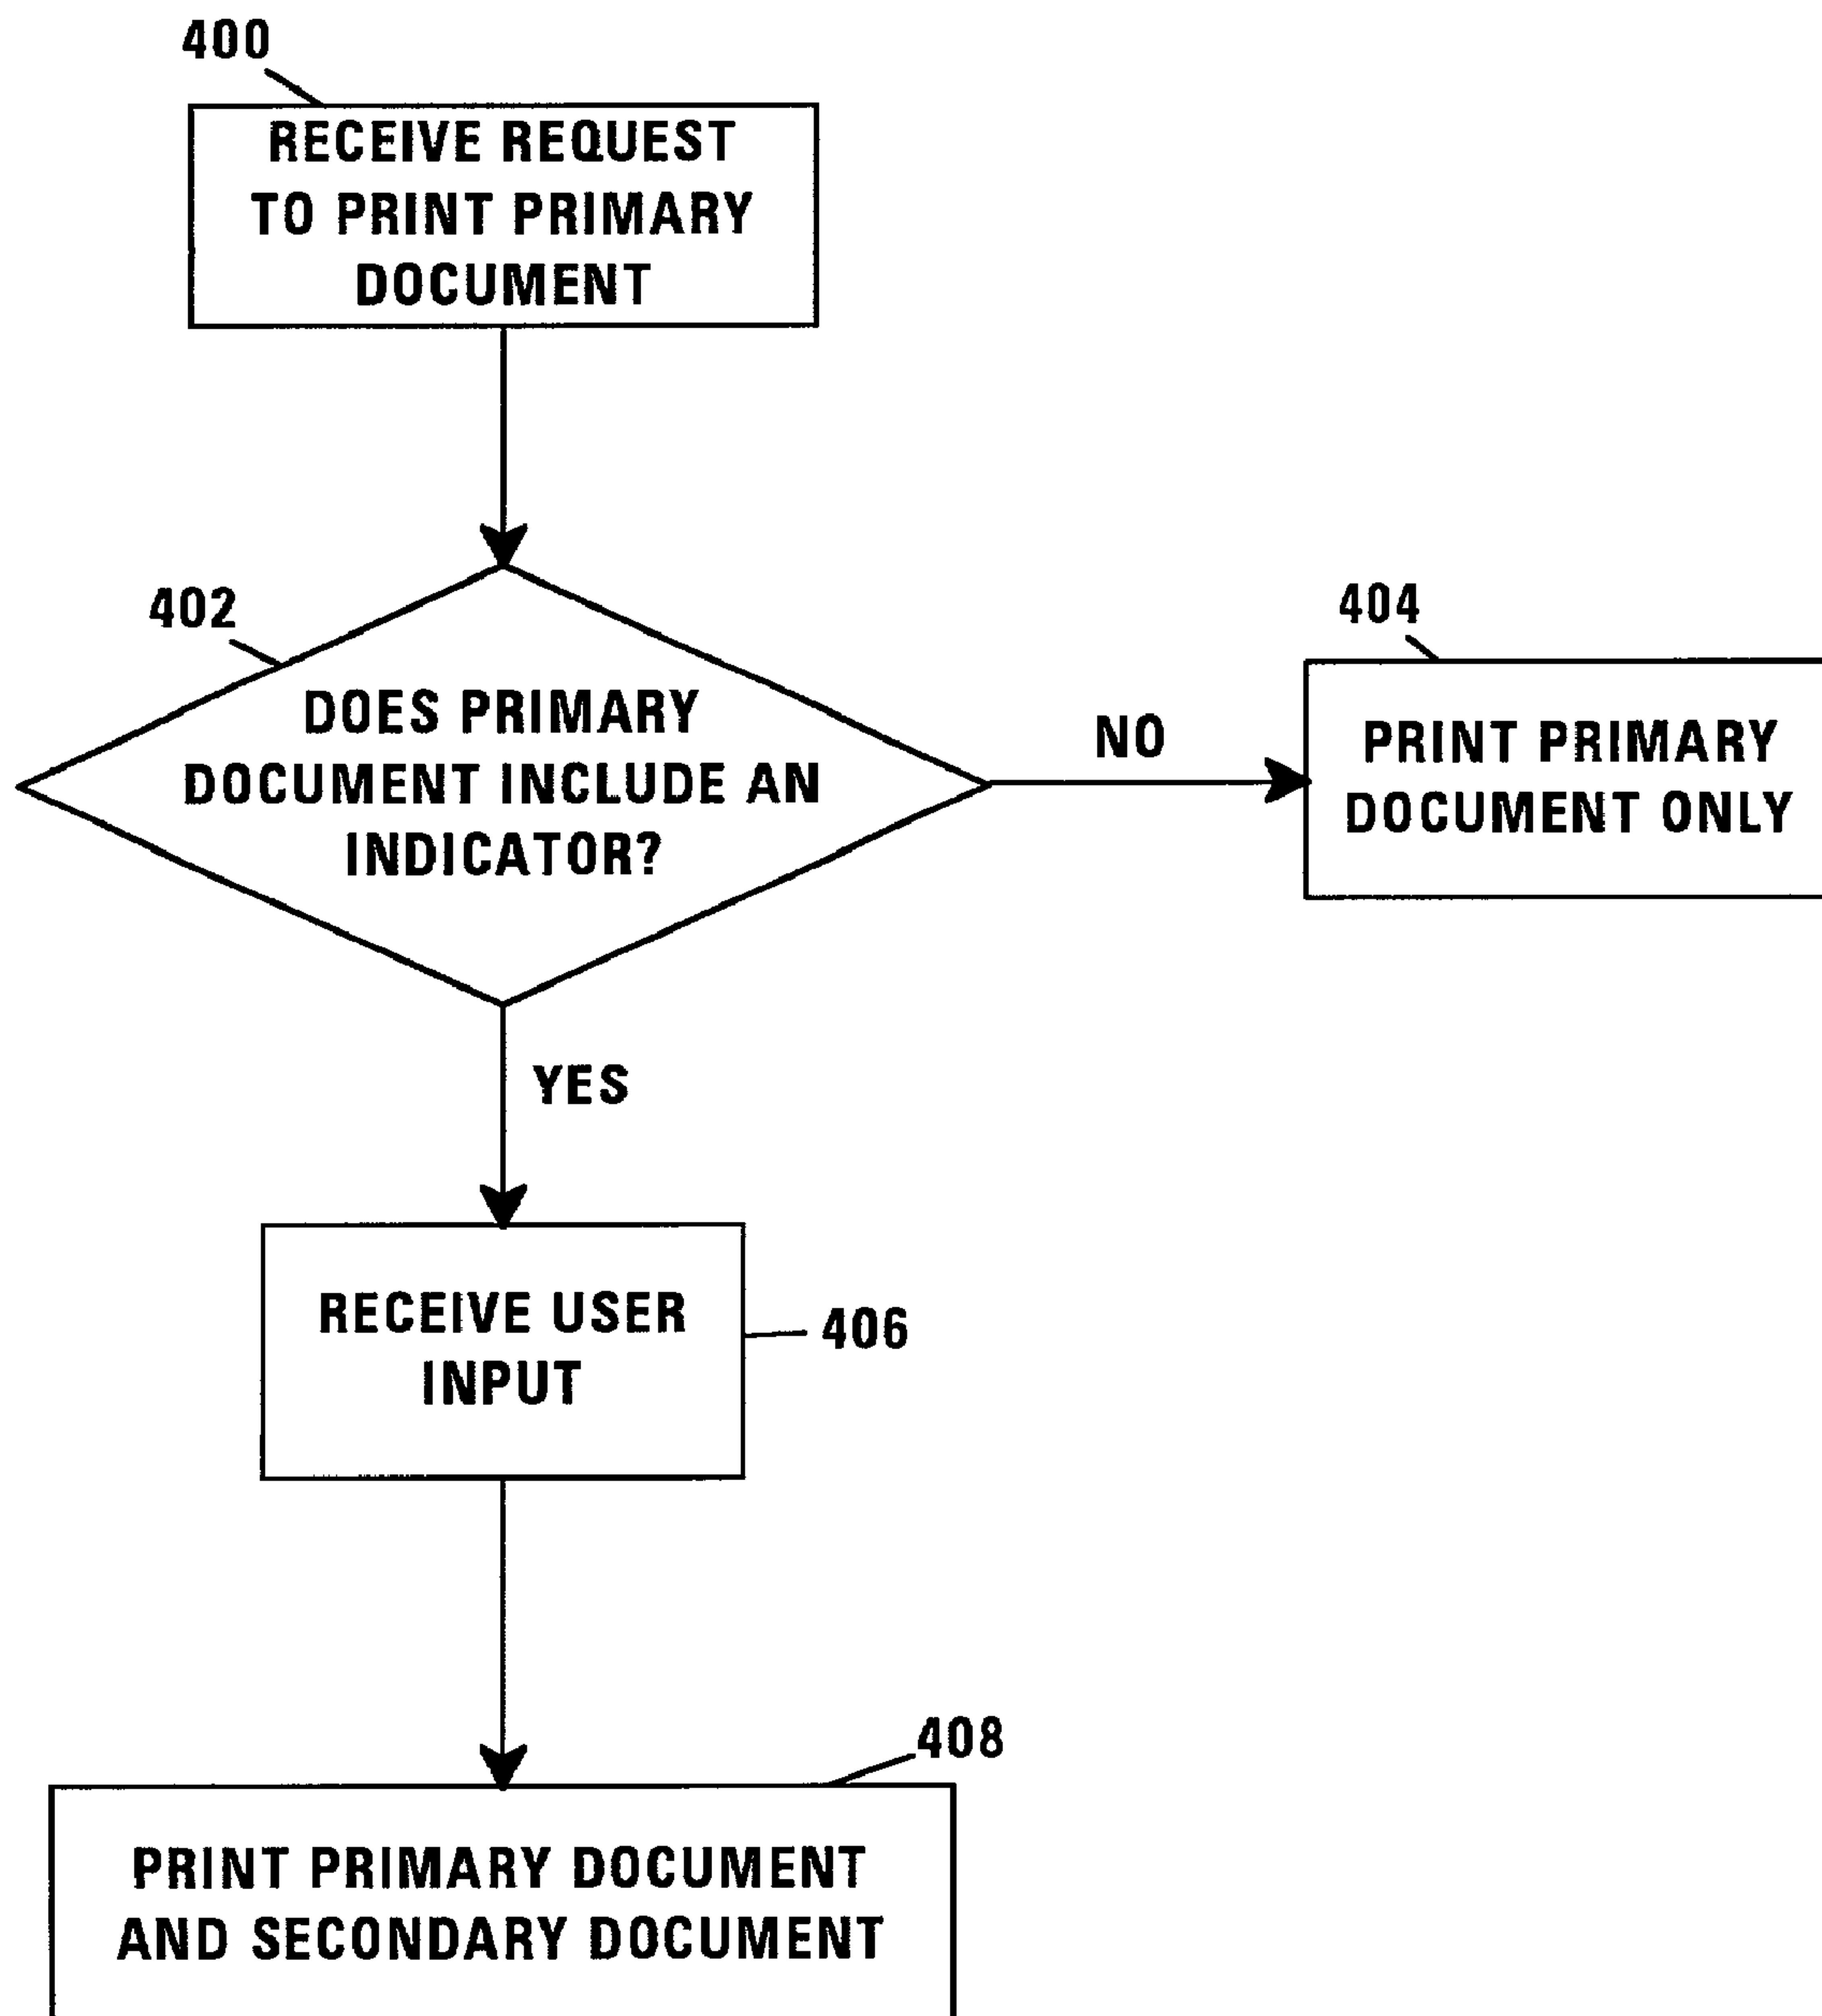 400
RECEIVE REQUEST
TO PRINT PRIMARY
DOCUMENT
402
DOES PRIMARY
DOCUMENT INCLUDE AN
INDICATOR?
NO
404
PRINT PRIMARY
DOCUMENT ONLY
YES
RECEIVE USER
INPUT
406
408
PRINT PRIMARY DOCUMENT
AND SECONDARY DOCUMENT